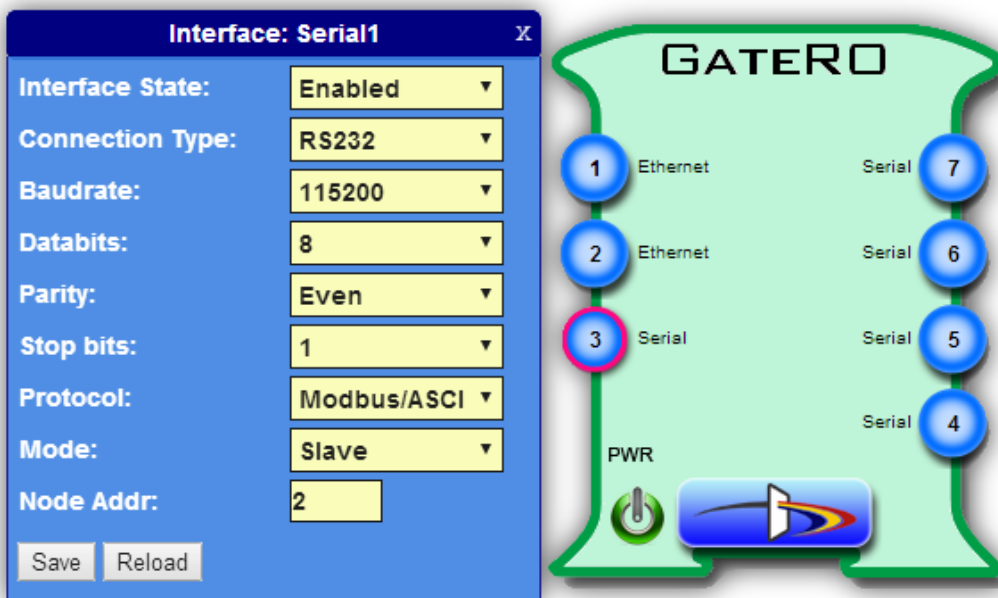 Interface: Serial1 x
Interface State: Enabled
Connection Type: RS232
Baudrate: 115200
Databits: 8
Parity: Even
Stop bits: 1
Protocol: Modbus/ASCI
Mode: Slave
Node Addr: 2
Save Reload
GATERO
1 Ethernet Serial 7
2 Ethernet Serial 6
3 Serial Serial 5
Serial 4
PWR